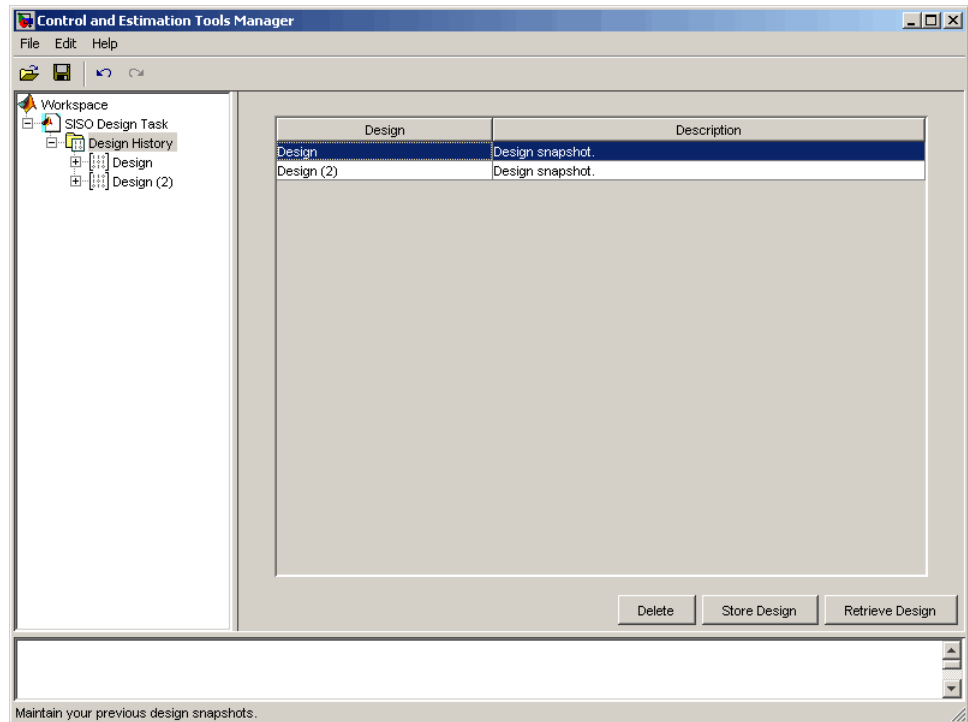 Control and Estimation Tools Manager
File Edit Help
Workspace
SISO Design Task
Design History
Design
Design (2)
Design Description
Design Design snapshot.
Design (2) Design snapshot.
Delete Store Design Retrieve Design
Maintain your previous design snapshots.